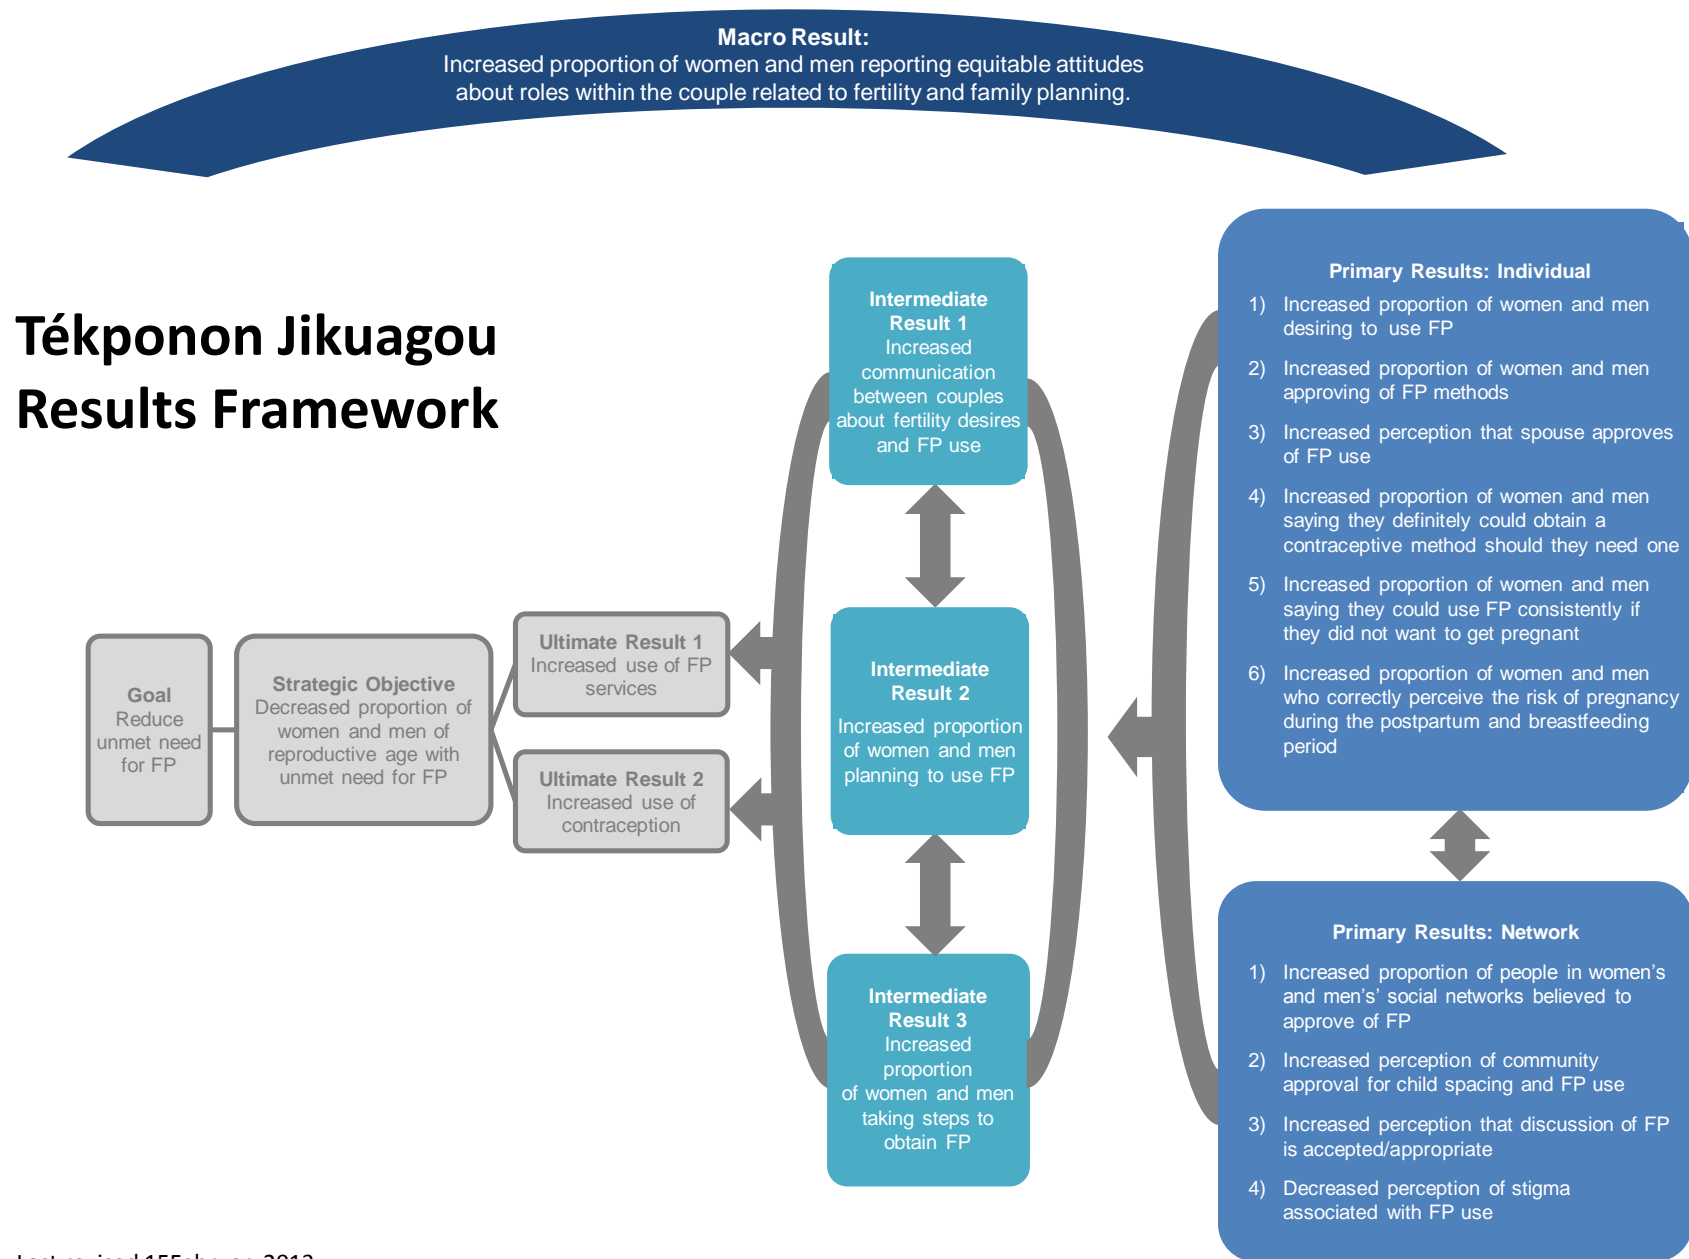 Macro Result:
Increased proportion of women and men reporting equitable attitudes
about roles within the couple related to fertility and family planning.
Tékponon Jikuagou
Results Framework
Goal
Reduce
unmet need
for FP
Strategic Objective
Decreased proportion of
women and men of
reproductive age with
unmet need for FP
Ultimate Result 1
Increased use of FP
services
Ultimate Result 2
Increased use of
contraception
Intermediate
Result 1
Increased
communication
between couples
about fertility desires
and FP use
Intermediate
Result 2
Increased proportion
of women and men
planning to use FP
Intermediate
Result 3
Increased
proportion
of women and men
taking steps to
obtain FP
Primary Results: Individual
1) Increased proportion of women and men
desiring to use FP
2) Increased proportion of women and men
approving of FP methods
3) Increased perception that spouse approves
of FP use
4) Increased proportion of women and men
saying they definitely could obtain a
contraceptive method should they need one
5) Increased proportion of women and men
saying they could use FP consistently if
they did not want to get pregnant
6) Increased proportion of women and men
who correctly perceive the risk of pregnancy
during the postpartum and breastfeeding
period
Primary Results: Network
1) Increased proportion of people in women's
and men's' social networks believed to
approve of FP
2) Increased perception of community
approval for child spacing and FP use
3) Increased perception that discussion of FP
is accepted/appropriate
4) Decreased perception of stigma
associated with FP use